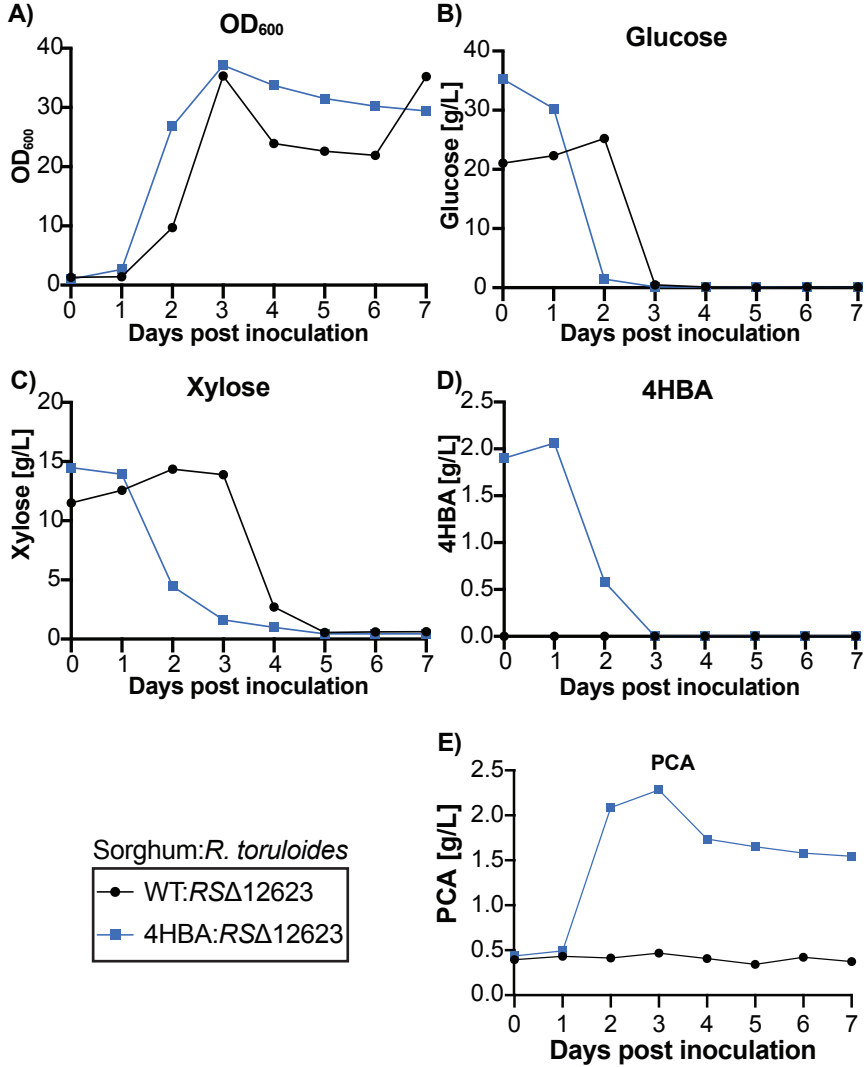 A)
OD₆₀₀
OD₆₀₀
40
30
20
10
0
0 1 2 3 4 5 6 7
Days post inoculation
B)
Glucose
Glucose [g/L]
40
30
20
10
0
0 1 2 3 4 5 6 7
Days post inoculation
C)
Xylose
Xylose [g/L]
20
15
10
5
0
0 1 2 3 4 5 6 7
Days post inoculation
D)
4HBA
4HBA [g/L]
2.5
2.0
1.5
1.0
0.5
0.0
0 1 2 3 4 5 6 7
Days post inoculation
E)
PCA
PCA [g/L]
2.5
2.0
1.5
1.0
0.5
0.0
0 1 2 3 4 5 6 7
Days post inoculation
Sorghum:R. toruloides
WT:RSΔ12623
4HBA:RSΔ12623